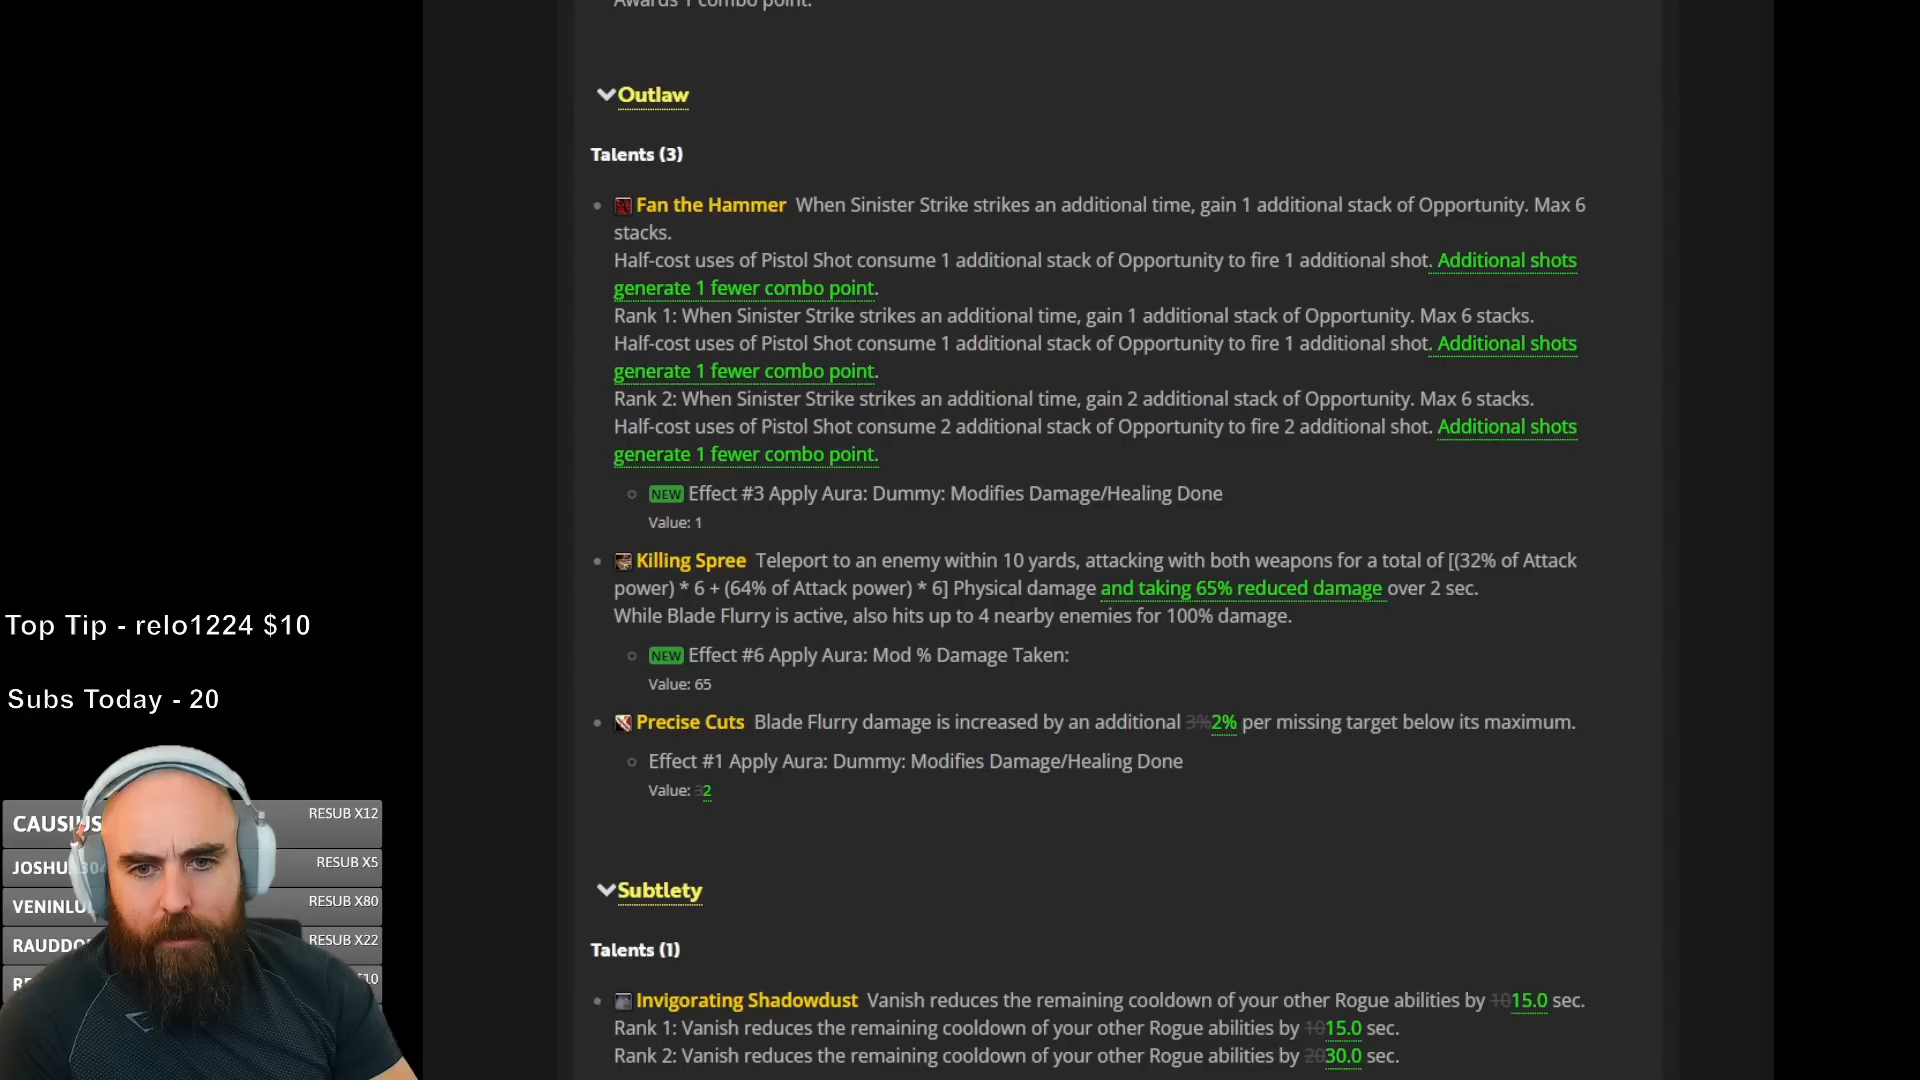 Awards 1 combo point.
Outlaw
Talents (3)
Fan the Hammer When Sinister Strike strikes an additional time, gain 1 additional stack of Opportunity. Max 6
stacks.
Half-cost uses of Pistol Shot consume 1 additional stack of Opportunity to fire 1 additional shot. Additional shots
generate 1 fewer combo point.
Rank 1: When Sinister Strike strikes an additional time, gain 1 additional stack of Opportunity. Max 6 stacks.
Half-cost uses of Pistol Shot consume 1 additional stack of Opportunity to fire 1 additional shot. Additional shots
generate 1 fewer combo point.
Rank 2: When Sinister Strike strikes an additional time, gain 2 additional stack of Opportunity. Max 6 stacks.
Half-cost uses of Pistol Shot consume 2 additional stack of Opportunity to fire 2 additional shot. Additional shots
generate 1 fewer combo point.
NEW Effect #3 Apply Aura: Dummy: Modifies Damage/Healing Done
Value: 1
Killing Spree Teleport to an enemy within 10 yards, attacking with both weapons for a total of [(32% of Attack
power) * 6 + (64% of Attack power) * 6] Physical damage and taking 65% reduced damage over 2 sec.
While Blade Flurry is active, also hits up to 4 nearby enemies for 100% damage.
NEW Effect #6 Apply Aura: Mod % Damage Taken:
Value: 65
Precise Cuts Blade Flurry damage is increased by an additional 3%2% per missing target below its maximum.
Effect #1 Apply Aura: Dummy: Modifies Damage/Healing Done
Value: 32
Subtlety
Talents (1)
Invigorating Shadowdust Vanish reduces the remaining cooldown of your other Rogue abilities by 1015.0 sec.
Rank 1: Vanish reduces the remaining cooldown of your other Rogue abilities by 1015.0 sec.
Rank 2: Vanish reduces the remaining cooldown of your other Rogue abilities by 2030.0 sec.
Top Tip - relo1224 $10
Subs Today - 20
CAUSIUS RESUB X12
RESUB X5
RESUB X80
RESUB X22